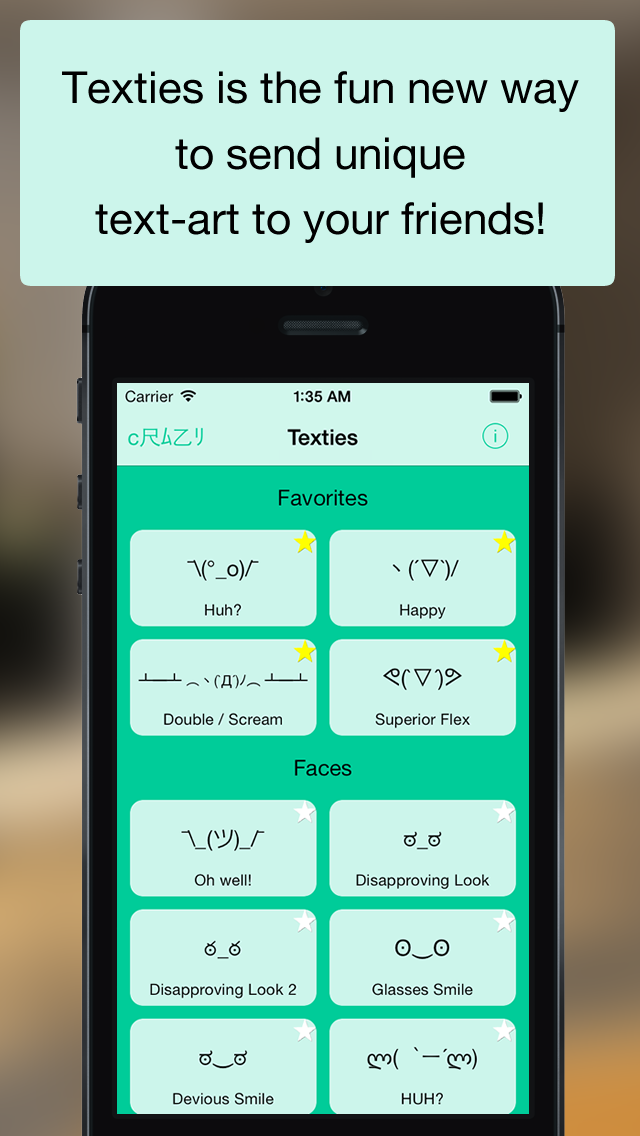 Texties is the fun new way
to send unique
text-art to your friends!
Carrier 1:35 AM
c尺ﾑ乙ﾘ Texties i
Favorites
¯\(°_o)/¯ ヽ(´▽`)/
Huh? Happy
┻━┻ ︵ヽ(`Д´)ﾉ︵ ┻━┻ ᕙ(`▽´)ᕗ
Double / Scream Superior Flex
Faces
¯\_(ツ)_/¯ ಠ_ಠ
Oh well! Disapproving Look
ర_ర ʘ‿ʘ
Disapproving Look 2 Glasses Smile
ಠ‿ಠ ლ(｀ー´ლ)
Devious Smile HUH?